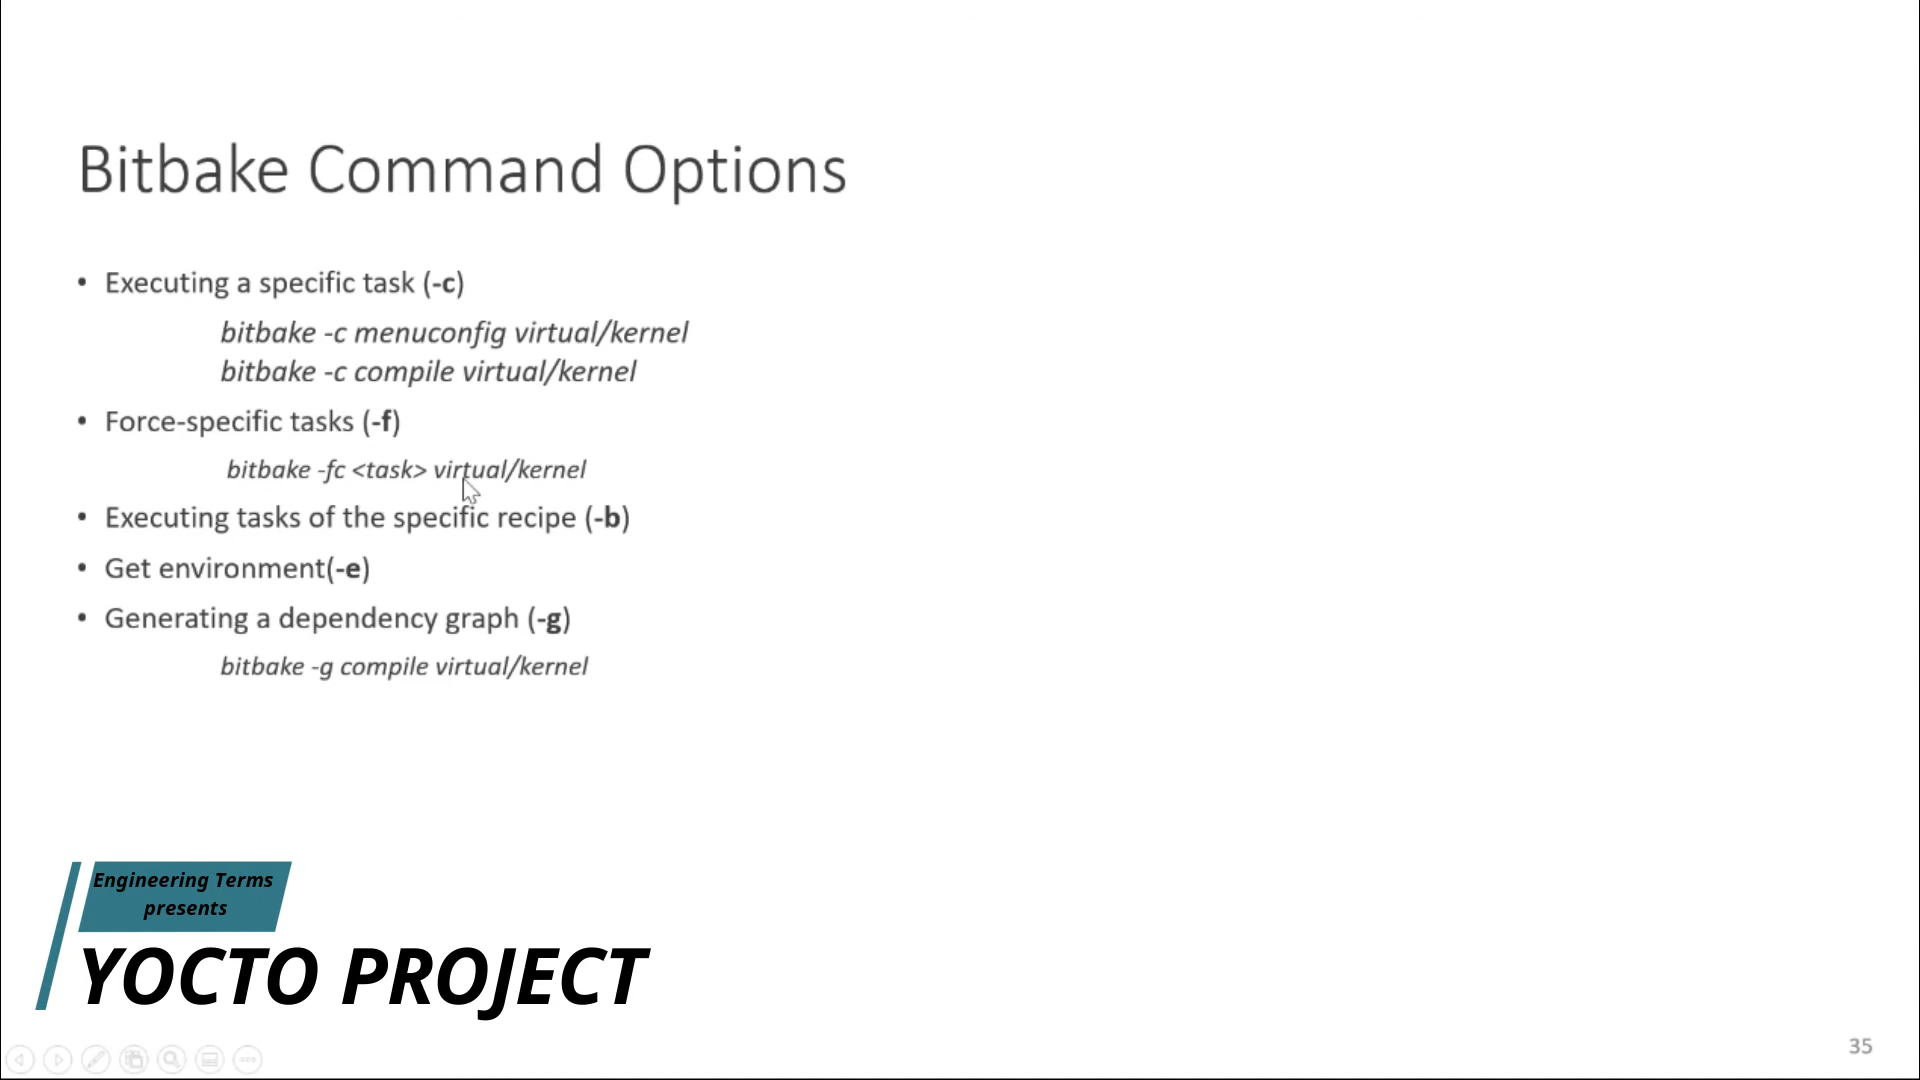 Bitbake Command Options
• Executing a specific task (-c)
bitbake -c menuconfig virtual/kernel
bitbake -c compile virtual/kernel
• Force-specific tasks (-f)
bitbake -fc <task> virtual/kernel
• Executing tasks of the specific recipe (-b)
• Get environment(-e)
• Generating a dependency graph (-g)
bitbake -g compile virtual/kernel
Engineering Terms
presents
YOCTO PROJECT
35